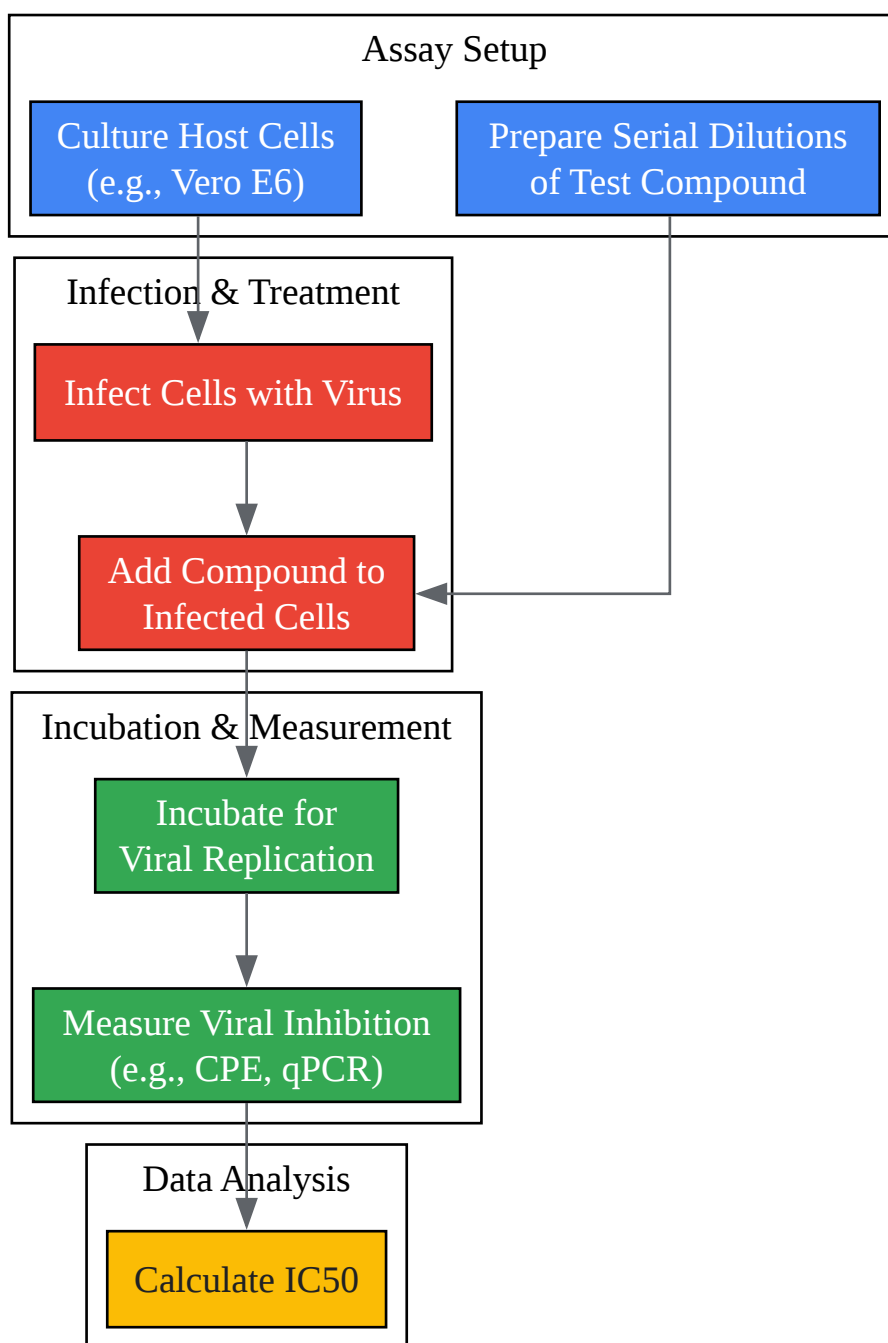 Assay Setup
Culture Host Cells
(e.g., Vero E6)
Prepare Serial Dilutions
of Test Compound
Infection & Treatment
Infect Cells with Virus
Add Compound to
Infected Cells
Incubation & Measurement
Incubate for
Viral Replication
Measure Viral Inhibition
(e.g., CPE, qPCR)
Data Analysis
Calculate IC50